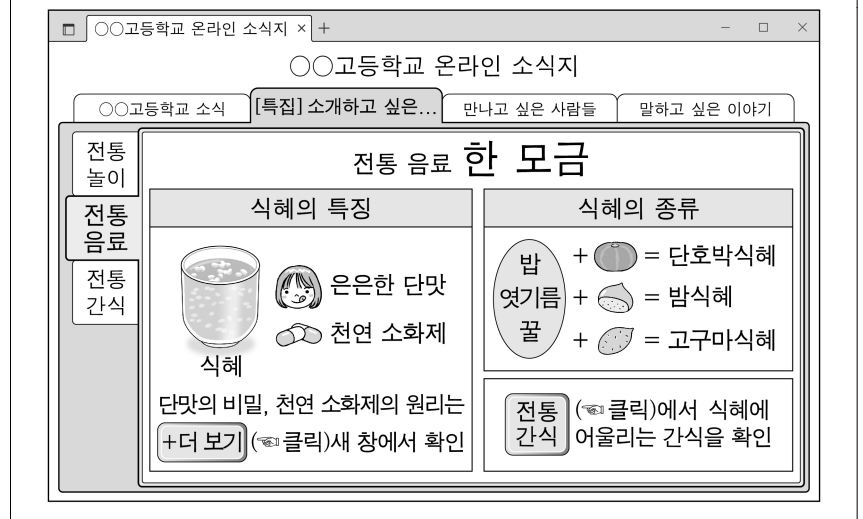 ○○고등학교 온라인 소식지 × +
○○고등학교 온라인 소식지
○○고등학교 소식
[특집] 소개하고 싶은…
만나고 싶은 사람들
말하고 싶은 이야기
전통
놀이
전통
음료
전통
간식
전통 음료 한 모금
식혜의 특징
은은한 단맛
천연 소화제
식혜
단맛의 비밀, 천연 소화제의 원리는
+더 보기 (☜ 클릭)새 창에서 확인
식혜의 종류
밥
엿기름
꿀
+ = 단호박식혜
+ = 밤식혜
+ = 고구마식혜
전통
간식
(☜ 클릭)에서 식혜에
어울리는 간식을 확인